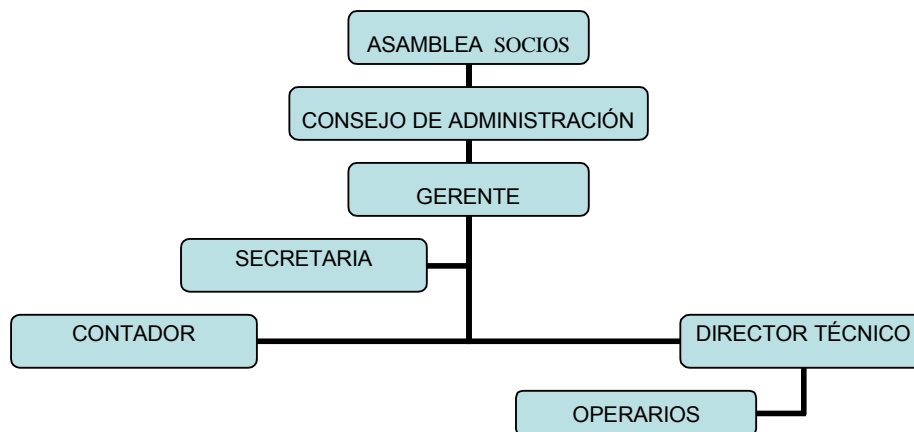 ASAMBLEA SOCIOS
CONSEJO DE ADMINISTRACIÓN
GERENTE
SECRETARIA
CONTADOR
DIRECTOR TÉCNICO
OPERARIOS